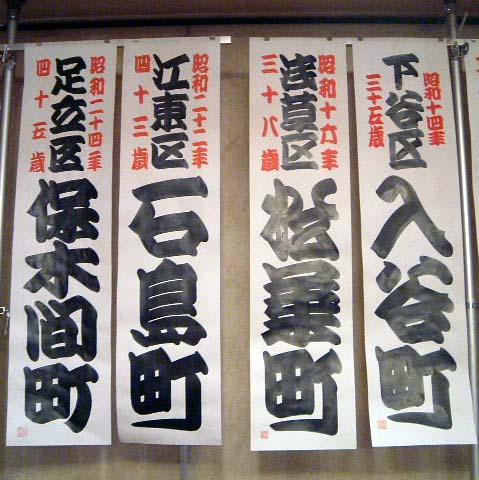 昭和十四年
下谷区
三十五歳
入谷町
昭和十六年
浅草区
三十八歳
松葉町
昭和二十二年
江東区
四十三歳
石島町
昭和二十四年
足立区
四十五歳
保木間町